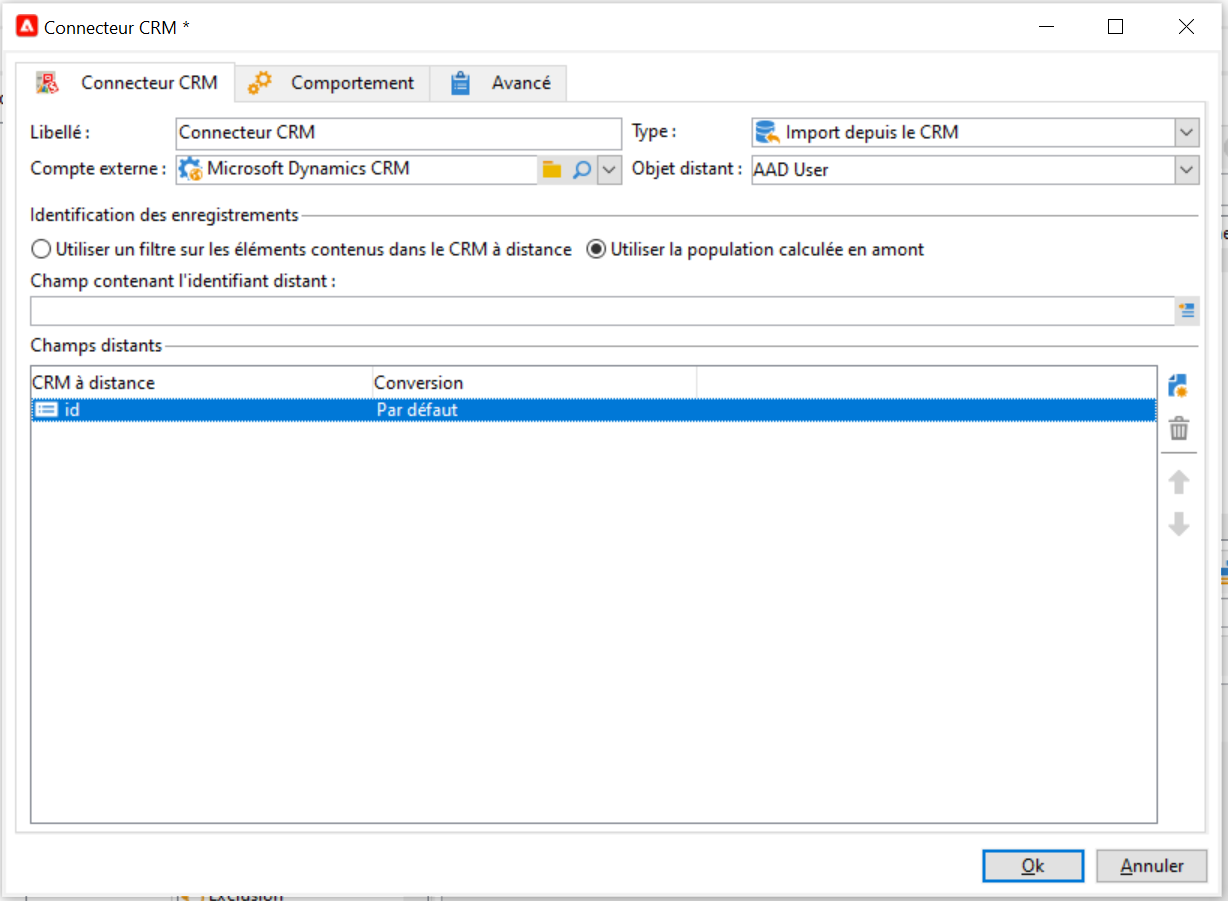 Connecteur CRM *
Connecteur CRM Comportement Avancé
Libellé : Connecteur CRM Type : Import depuis le CRM
Compte externe : Microsoft Dynamics CRM Objet distant : AAD User
Identification des enregistrements
Utiliser un filtre sur les éléments contenus dans le CRM à distance Utiliser la population calculée en amont
Champ contenant l'identifiant distant :
Champs distants
CRM à distance Conversion
id Par défaut
Ok Annuler
Exclusion